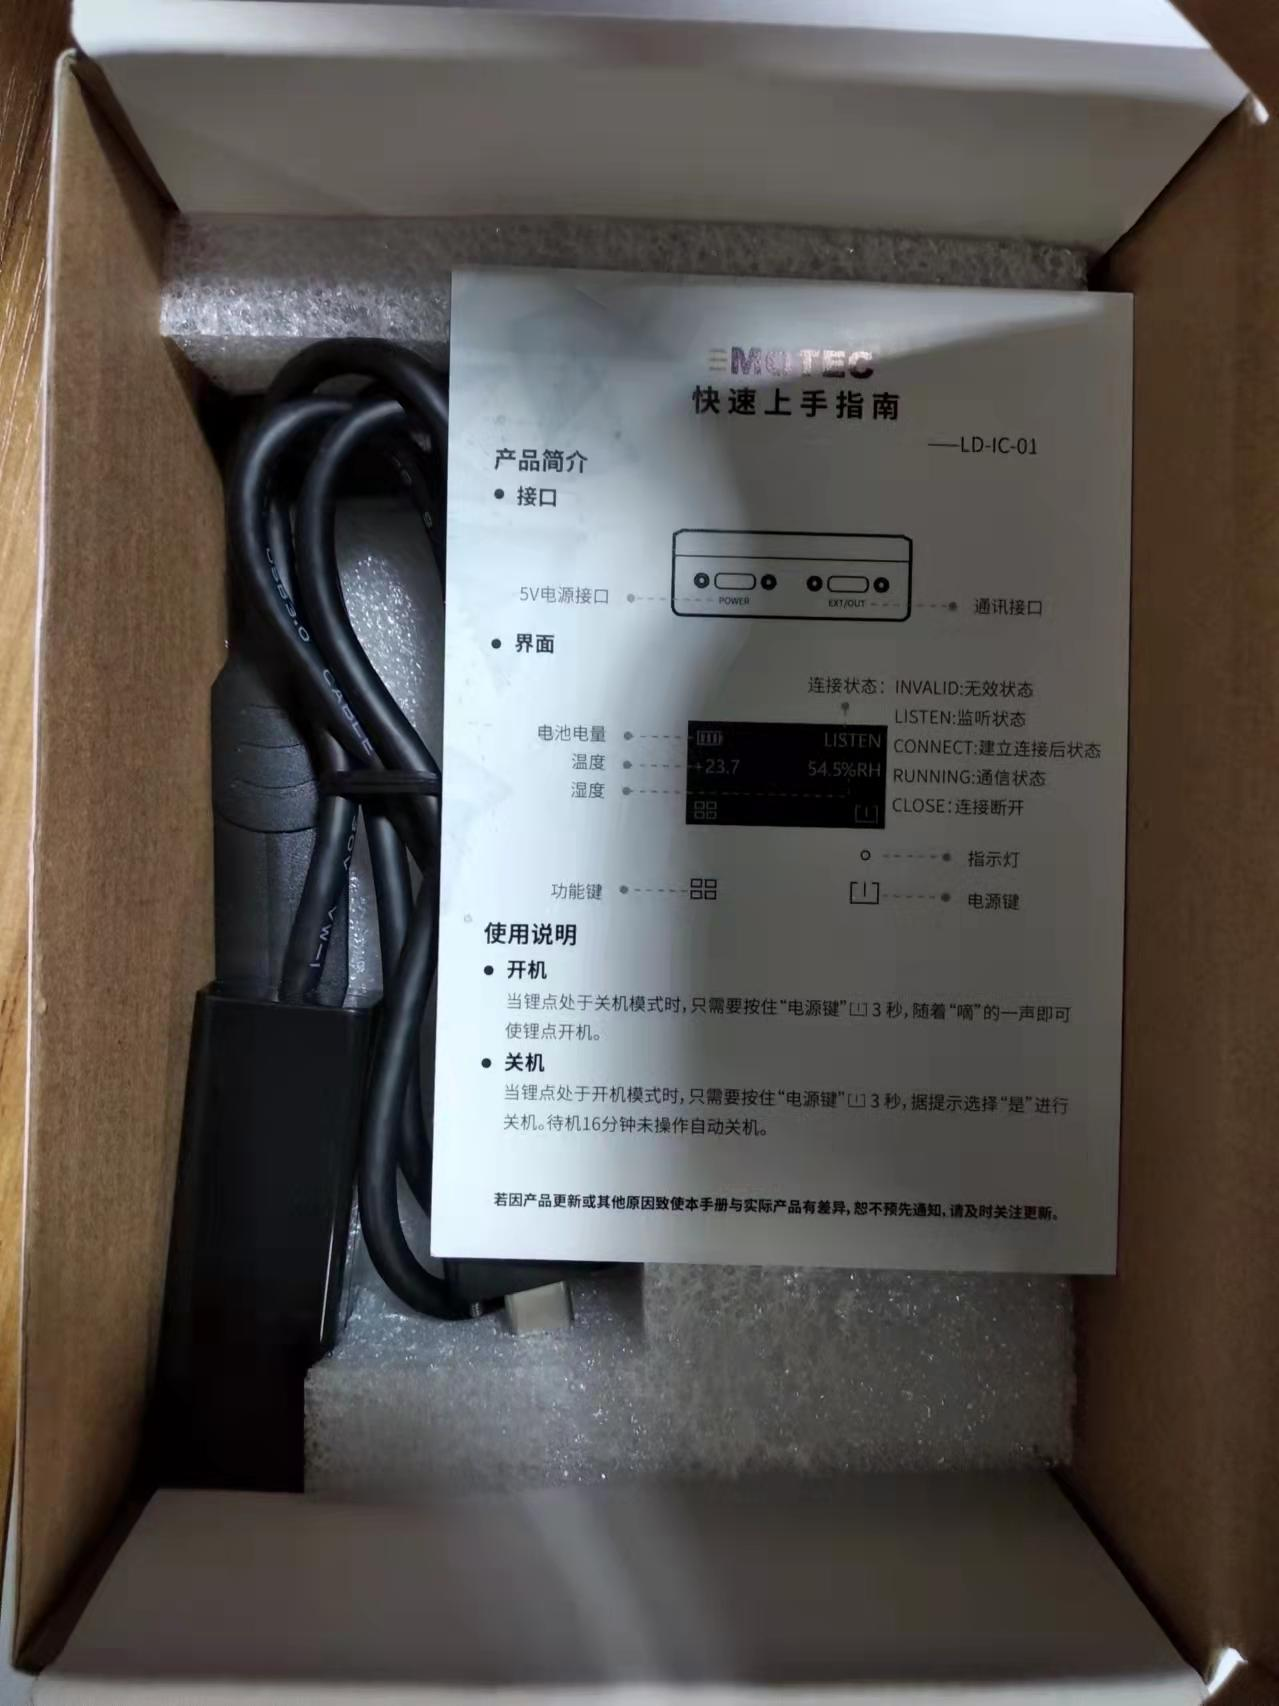 EMOTEC
快速上手指南
——LD-IC-01
产品简介
• 接口
5V电源接口
POWER
EXT/OUT
通讯接口
• 界面
连接状态：INVALID:无效状态
LISTEN:监听状态
CONNECT:建立连接后状态
RUNNING:通信状态
CLOSE:连接断开
电池电量
温度
湿度
LISTEN
+23.7 54.5%RH
指示灯
功能键
电源键
使用说明
• 开机
当锂点处于关机模式时,只需要按住“电源键” 3 秒,随着“嘀”的一声即可
使锂点开机。
• 关机
当锂点处于开机模式时,只需要按住“电源键” 3 秒,据提示选择“是”进行
关机。待机16分钟未操作自动关机。
若因产品更新或其他原因致使本手册与实际产品有差异,恕不预先通知,请及时关注更新。
USB3.0 CABLE
VW-1